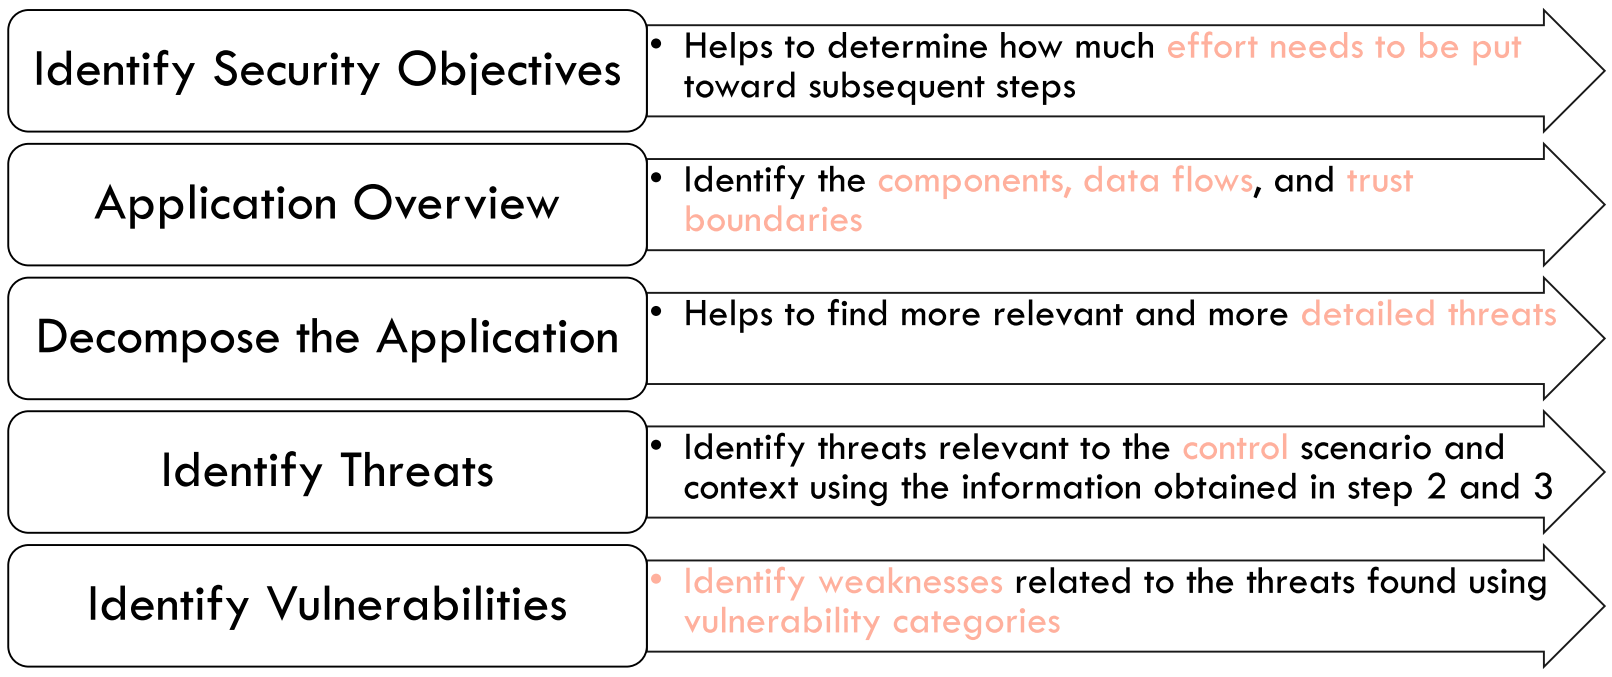 Identify Security Objectives
• Helps to determine how much effort needs to be put
toward subsequent steps
Application Overview
• Identify the components, data flows, and trust
boundaries
Decompose the Application
• Helps to find more relevant and more detailed threats
Identify Threats
• Identify threats relevant to the control scenario and
context using the information obtained in step 2 and 3
Identify Vulnerabilities
• Identify weaknesses related to the threats found using
vulnerability categories